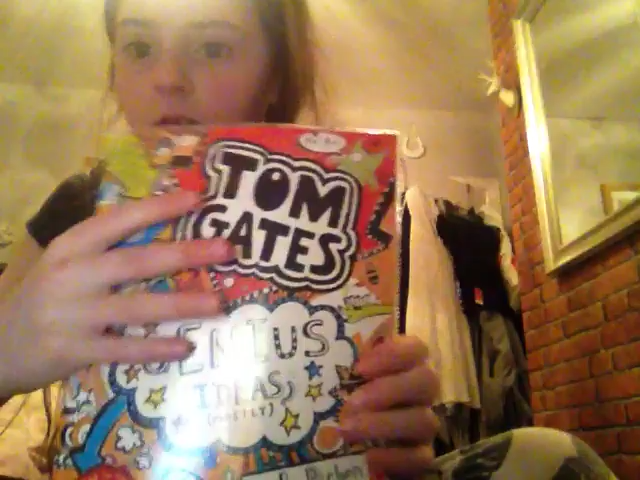 TOM
GATES
GENIUS
IDEAS
(MOSTLY)